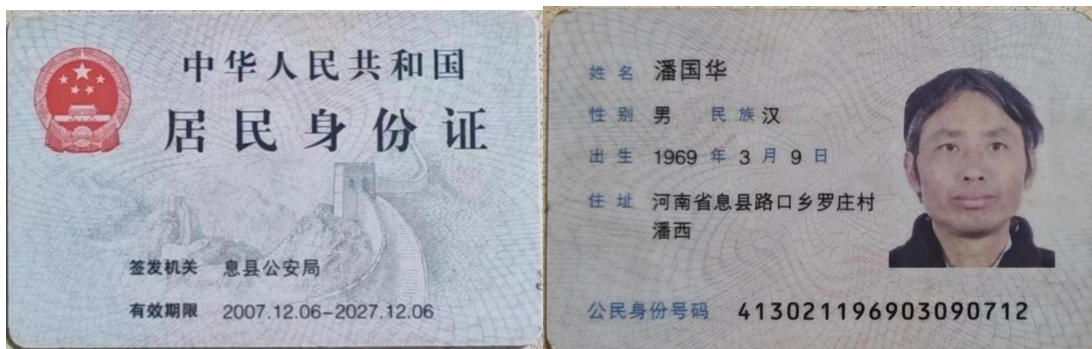 中华人民共和国
居民身份证
签发机关 息县公安局
有效期限 2007.12.06-2027.12.06
姓名 潘国华
性别 男 民族 汉
出生 1969 年 3 月 9 日
住址 河南省息县路口乡罗庄村
潘西
公民身份号码 413021196903090712